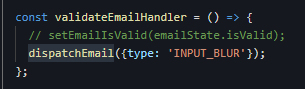 const validateEmailHandler = () => {
// setEmailIsValid(emailState.isValid);
dispatchEmail({type: 'INPUT_BLUR'});
};